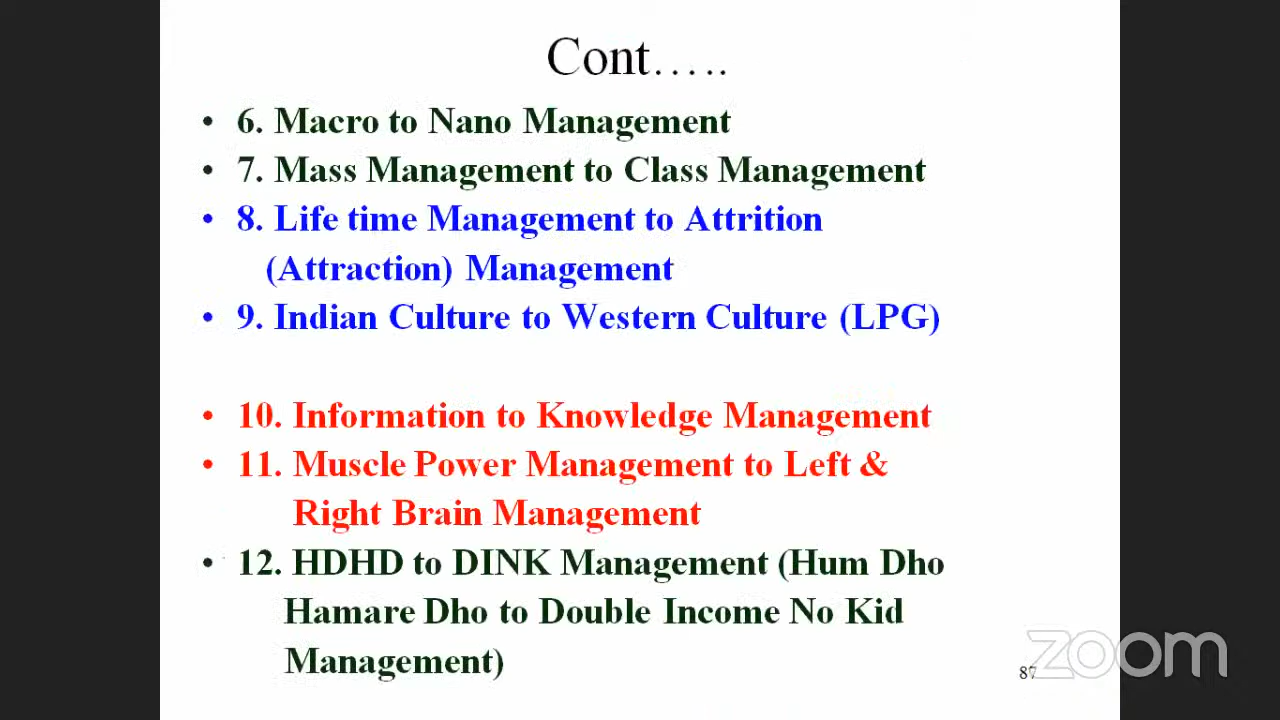 Cont…..
• 6. Macro to Nano Management
• 7. Mass Management to Class Management
• 8. Life time Management to Attrition
(Attraction) Management
• 9. Indian Culture to Western Culture (LPG)
• 10. Information to Knowledge Management
• 11. Muscle Power Management to Left &
Right Brain Management
• 12. HDHD to DINK Management (Hum Dho
Hamare Dho to Double Income No Kid
Management)
zoom
87